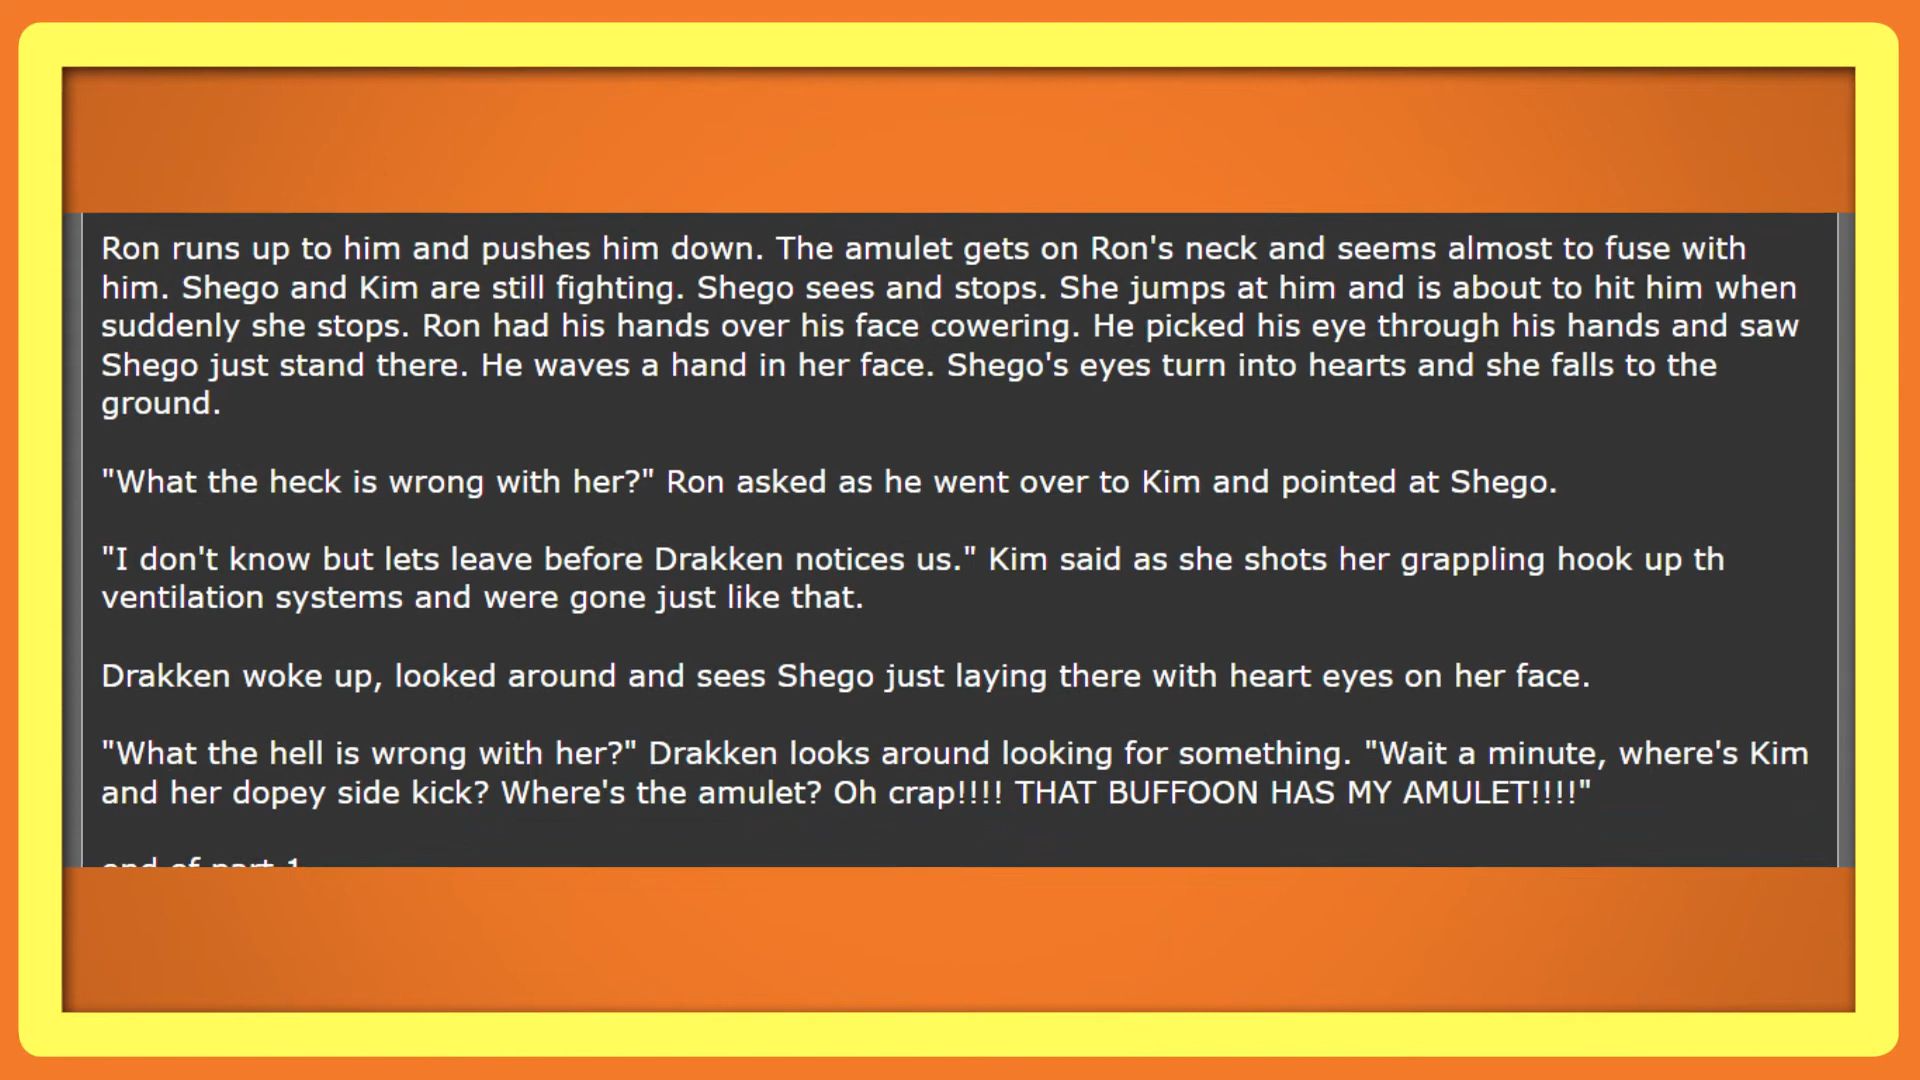 Ron runs up to him and pushes him down. The amulet gets on Ron's neck and seems almost to fuse with
him. Shego and Kim are still fighting. Shego sees and stops. She jumps at him and is about to hit him when
suddenly she stops. Ron had his hands over his face cowering. He picked his eye through his hands and saw
Shego just stand there. He waves a hand in her face. Shego's eyes turn into hearts and she falls to the
ground.
"What the heck is wrong with her?" Ron asked as he went over to Kim and pointed at Shego.
"I don't know but lets leave before Drakken notices us." Kim said as she shots her grappling hook up th
ventilation systems and were gone just like that.
Drakken woke up, looked around and sees Shego just laying there with heart eyes on her face.
"What the hell is wrong with her?" Drakken looks around looking for something. "Wait a minute, where's Kim
and her dopey side kick? Where's the amulet? Oh crap!!!! THAT BUFFOON HAS MY AMULET!!!!"
end of part 1